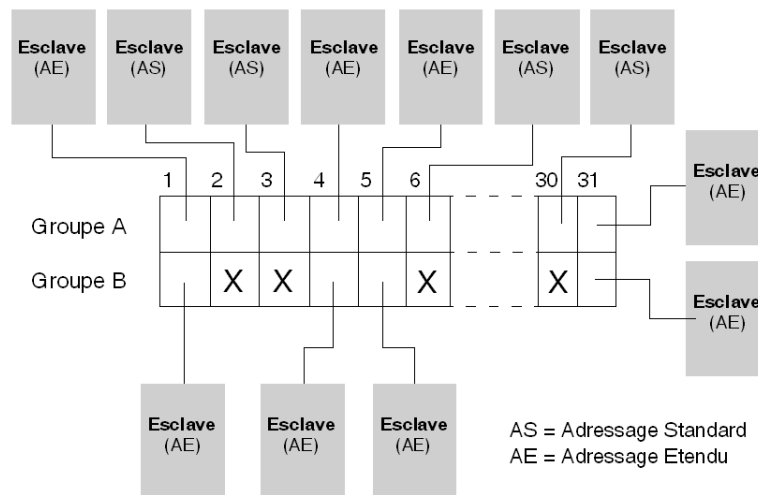 Esclave
(AE)
Esclave
(AS)
Esclave
(AS)
Esclave
(AE)
Esclave
(AE)
Esclave
(AS)
Esclave
(AS)
1 2 3 4 5 6 30 31
Esclave
(AE)
Groupe A
Groupe B X X X X
Esclave
(AE)
Esclave
(AE)
Esclave
(AE)
Esclave
(AE)
AS = Adressage Standard
AE = Adressage Etendu